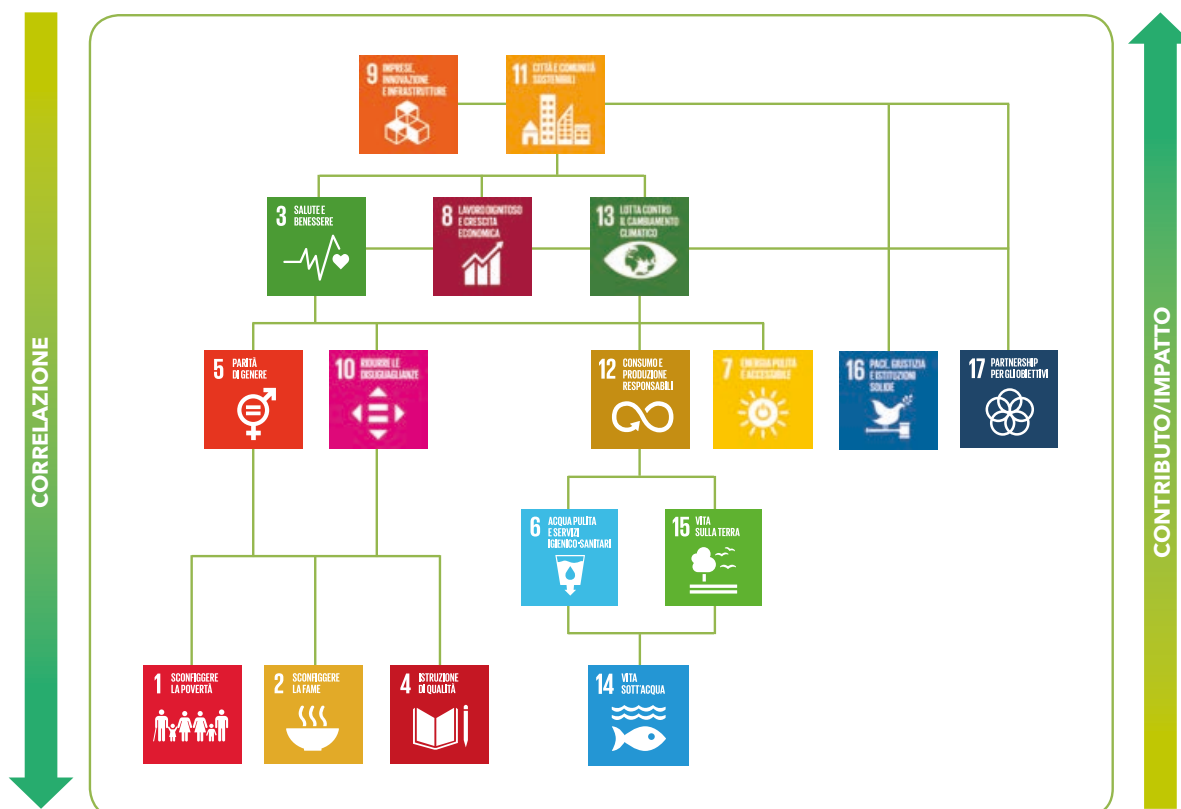 CORRELAZIONE
CONTRIBUTO/IMPATTO
9 IMPRESE,
INNOVAZIONE
E INFRASTRUTTURE
11 CITTÀ E COMUNITÀ
SOSTENIBILI
3 SALUTE E
BENESSERE
8 LAVORO DIGNITOSO
E CRESCITA
ECONOMICA
13 LOTTA CONTRO
IL CAMBIAMENTO
CLIMATICO
5 PARITÀ
DI GENERE
10 RIDURRE LE
DISUGUAGLIANZE
12 CONSUMO E
PRODUZIONE
RESPONSABILI
7 ENERGIA PULITA
E ACCESSIBILE
16 PACE, GIUSTIZIA
E ISTITUZIONI
SOLIDE
17 PARTNERSHIP
PER GLI OBIETTIVI
6 ACQUA PULITA
E SERVIZI
IGIENICO-SANITARI
15 VITA
SULLA TERRA
1 SCONFIGGERE
LA POVERTÀ
2 SCONFIGGERE
LA FAME
4 ISTRUZIONE
DI QUALITÀ
14 VITA
SOTT'ACQUA